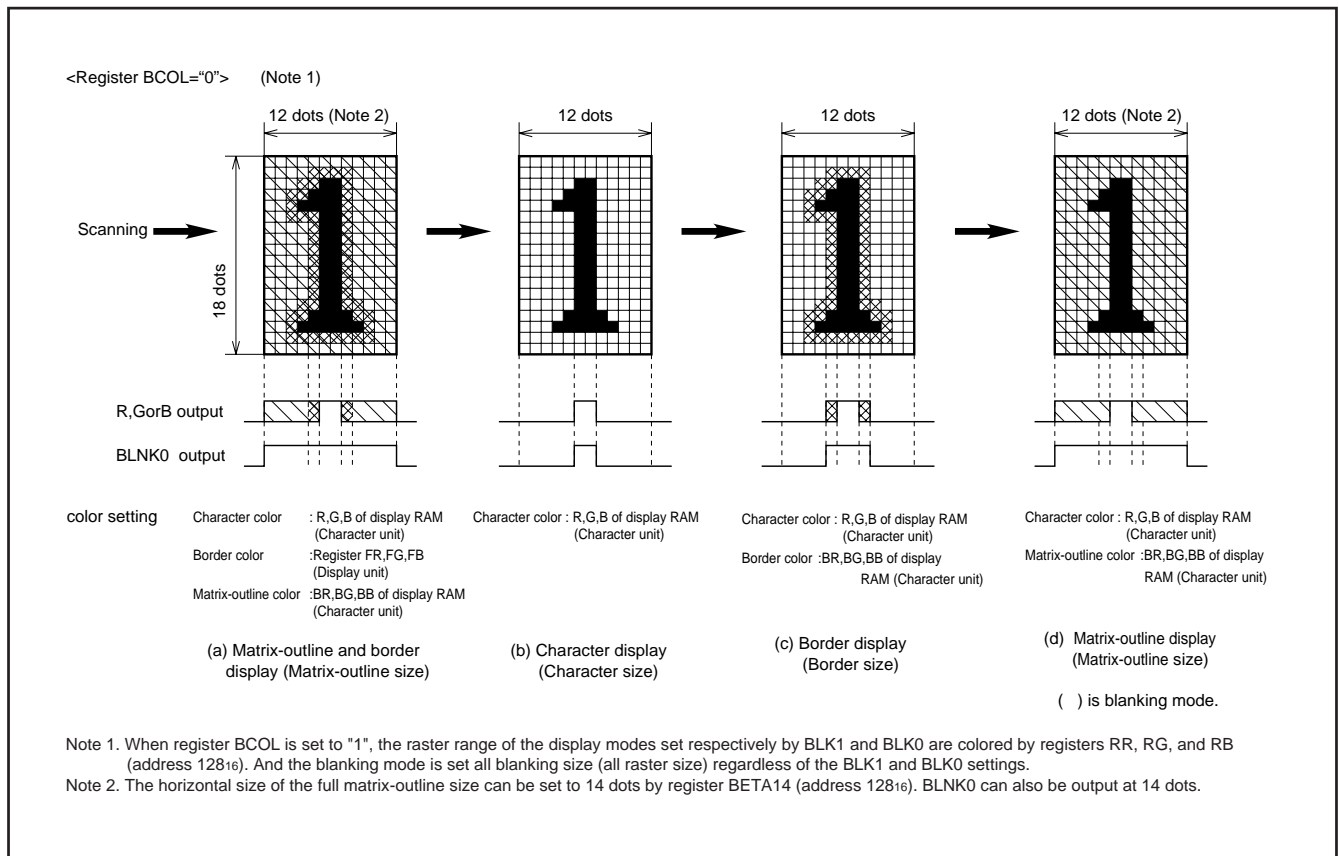 <Register BCOL=“0”> (Note 1)
12 dots (Note 2)
12 dots
12 dots
12 dots (Note 2)
Scanning
18 dots
R,GorB output
BLNK0 output
color setting
Character color : R,G,B of display RAM
(Character unit)
Border color :Register FR,FG,FB
(Display unit)
Matrix-outline color :BR,BG,BB of display RAM
(Character unit)
(a) Matrix-outline and border
display (Matrix-outline size)
Character color : R,G,B of display RAM
(b) Character display
(Character size)
Character color : R,G,B of display RAM
(Character unit)
Border color :BR,BG,BB of display
RAM (Character unit)
(c) Border display
(Border size)
Character color : R,G,B of display RAM
(Character unit)
Matrix-outline color :BR,BG,BB of display
RAM (Character unit)
(d) Matrix-outline display
(Matrix-outline size)
( ) is blanking mode.
Note 1. When register BCOL is set to "1", the raster range of the display modes set respectively by BLK1 and BLK0 are colored by registers RR, RG, and RB
(address 12816). And the blanking mode is set all blanking size (all raster size) regardless of the BLK1 and BLK0 settings.
Note 2. The horizontal size of the full matrix-outline size can be set to 14 dots by register BETA14 (address 12816). BLNK0 can also be output at 14 dots.